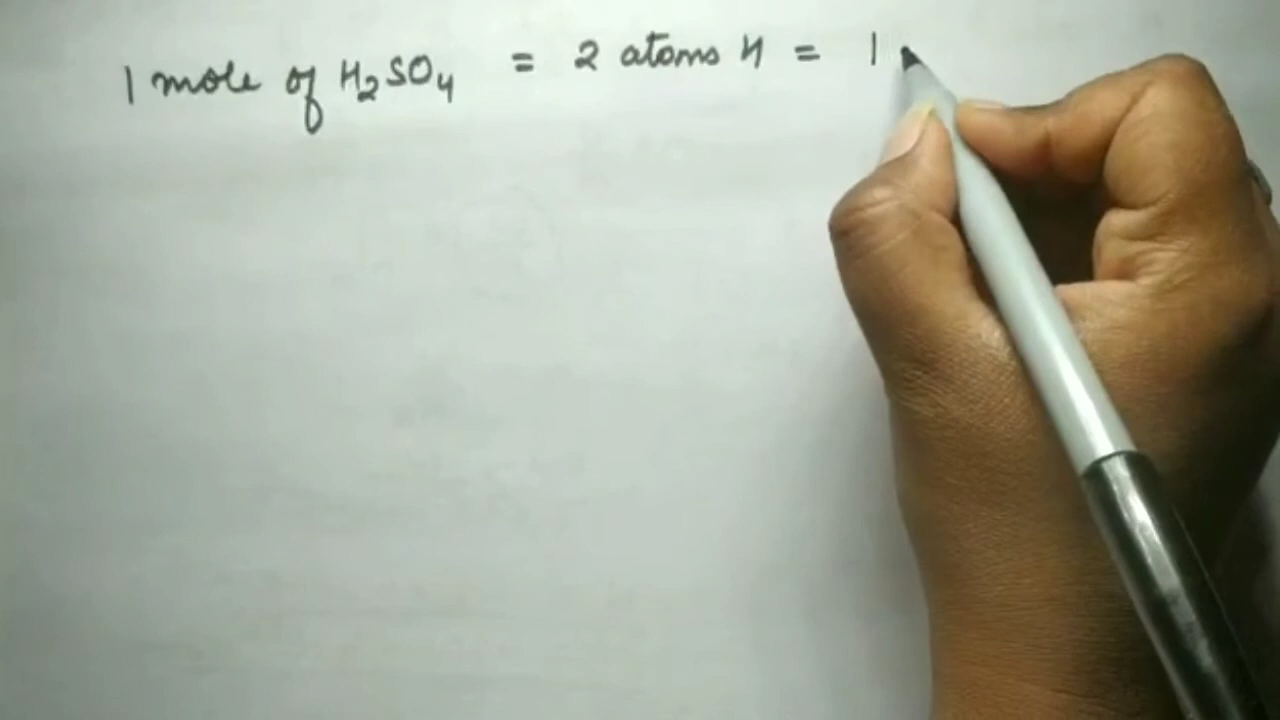 1 mole of H₂SO₄ = 2 atoms H = 1